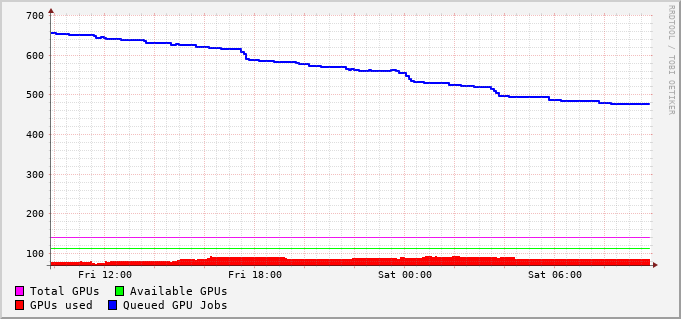 700
600
500
400
300
200
100
Fri 12:00 Fri 18:00 Sat 00:00 Sat 06:00
Total GPUs Available GPUs
GPUs used Queued GPU Jobs
RRDTOOL / TOBI OETIKER